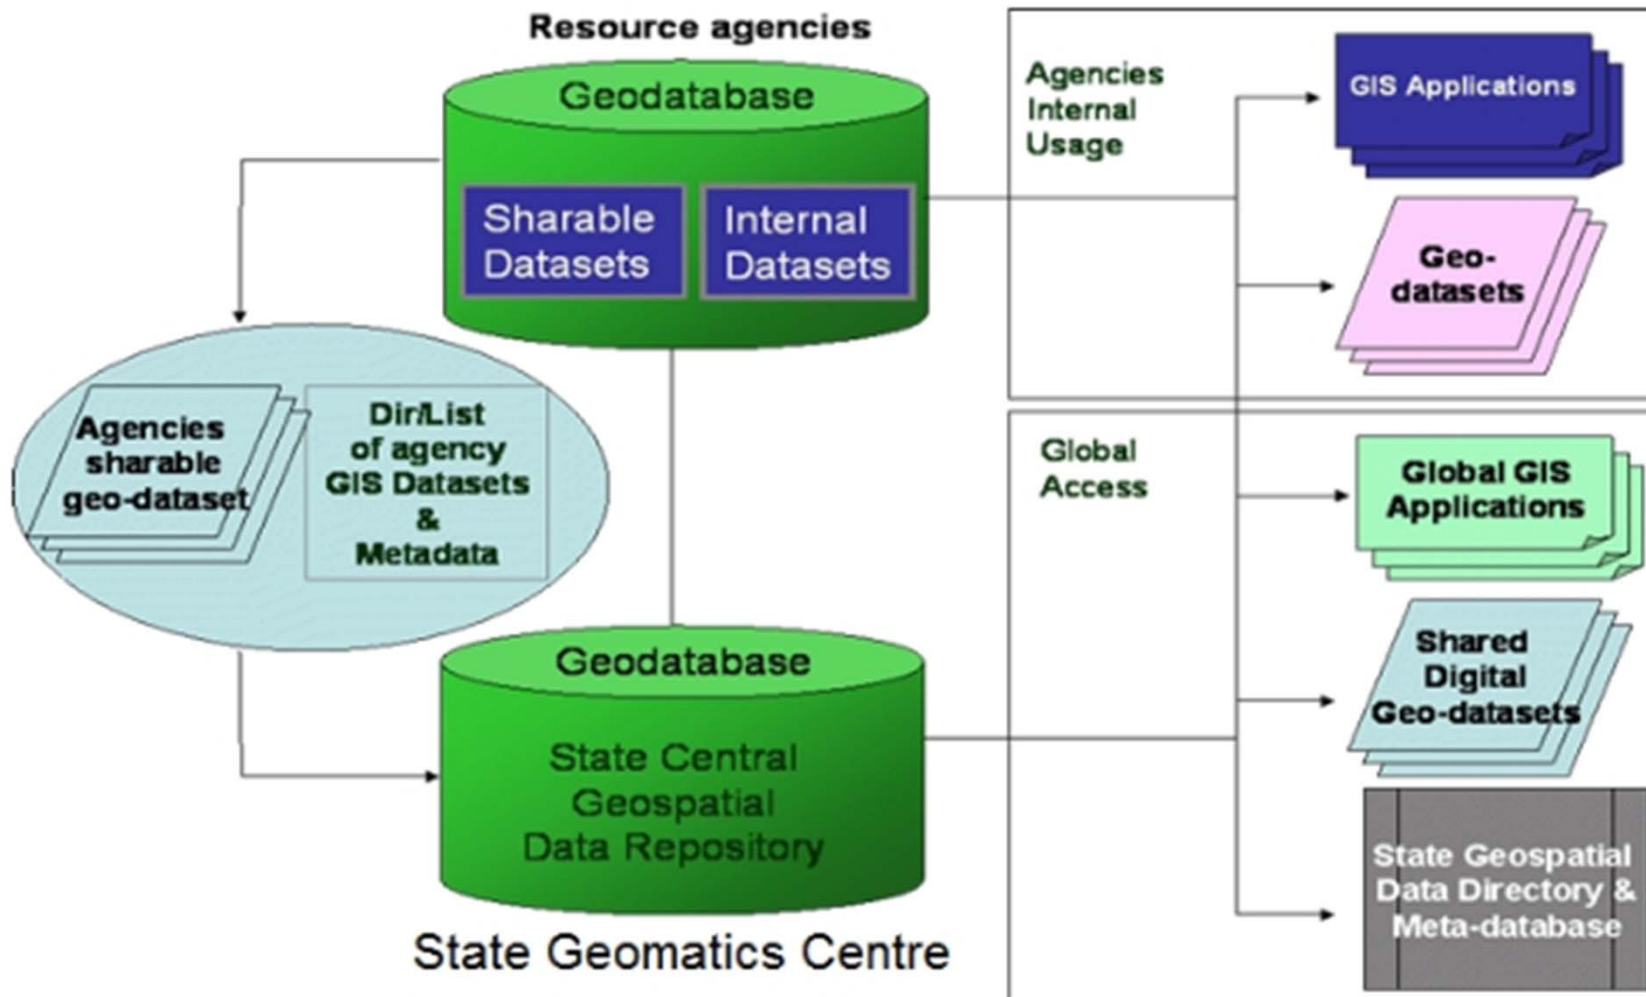 Resource agencies
Geodatabase
Sharable
Datasets
Internal
Datasets
Agencies
Internal
Usage
GIS Applications
Geo-
datasets
Agencies
sharable
geo-dataset
Dir/List
of agency
GIS Datasets
&
Metadata
Global
Access
Global GIS
Applications
Shared
Digital
Geo-datasets
Geodatabase
State Central
Geospatial
Data Repository
State Geospatial
Data Directory &
Meta-database
State Geomatics Centre